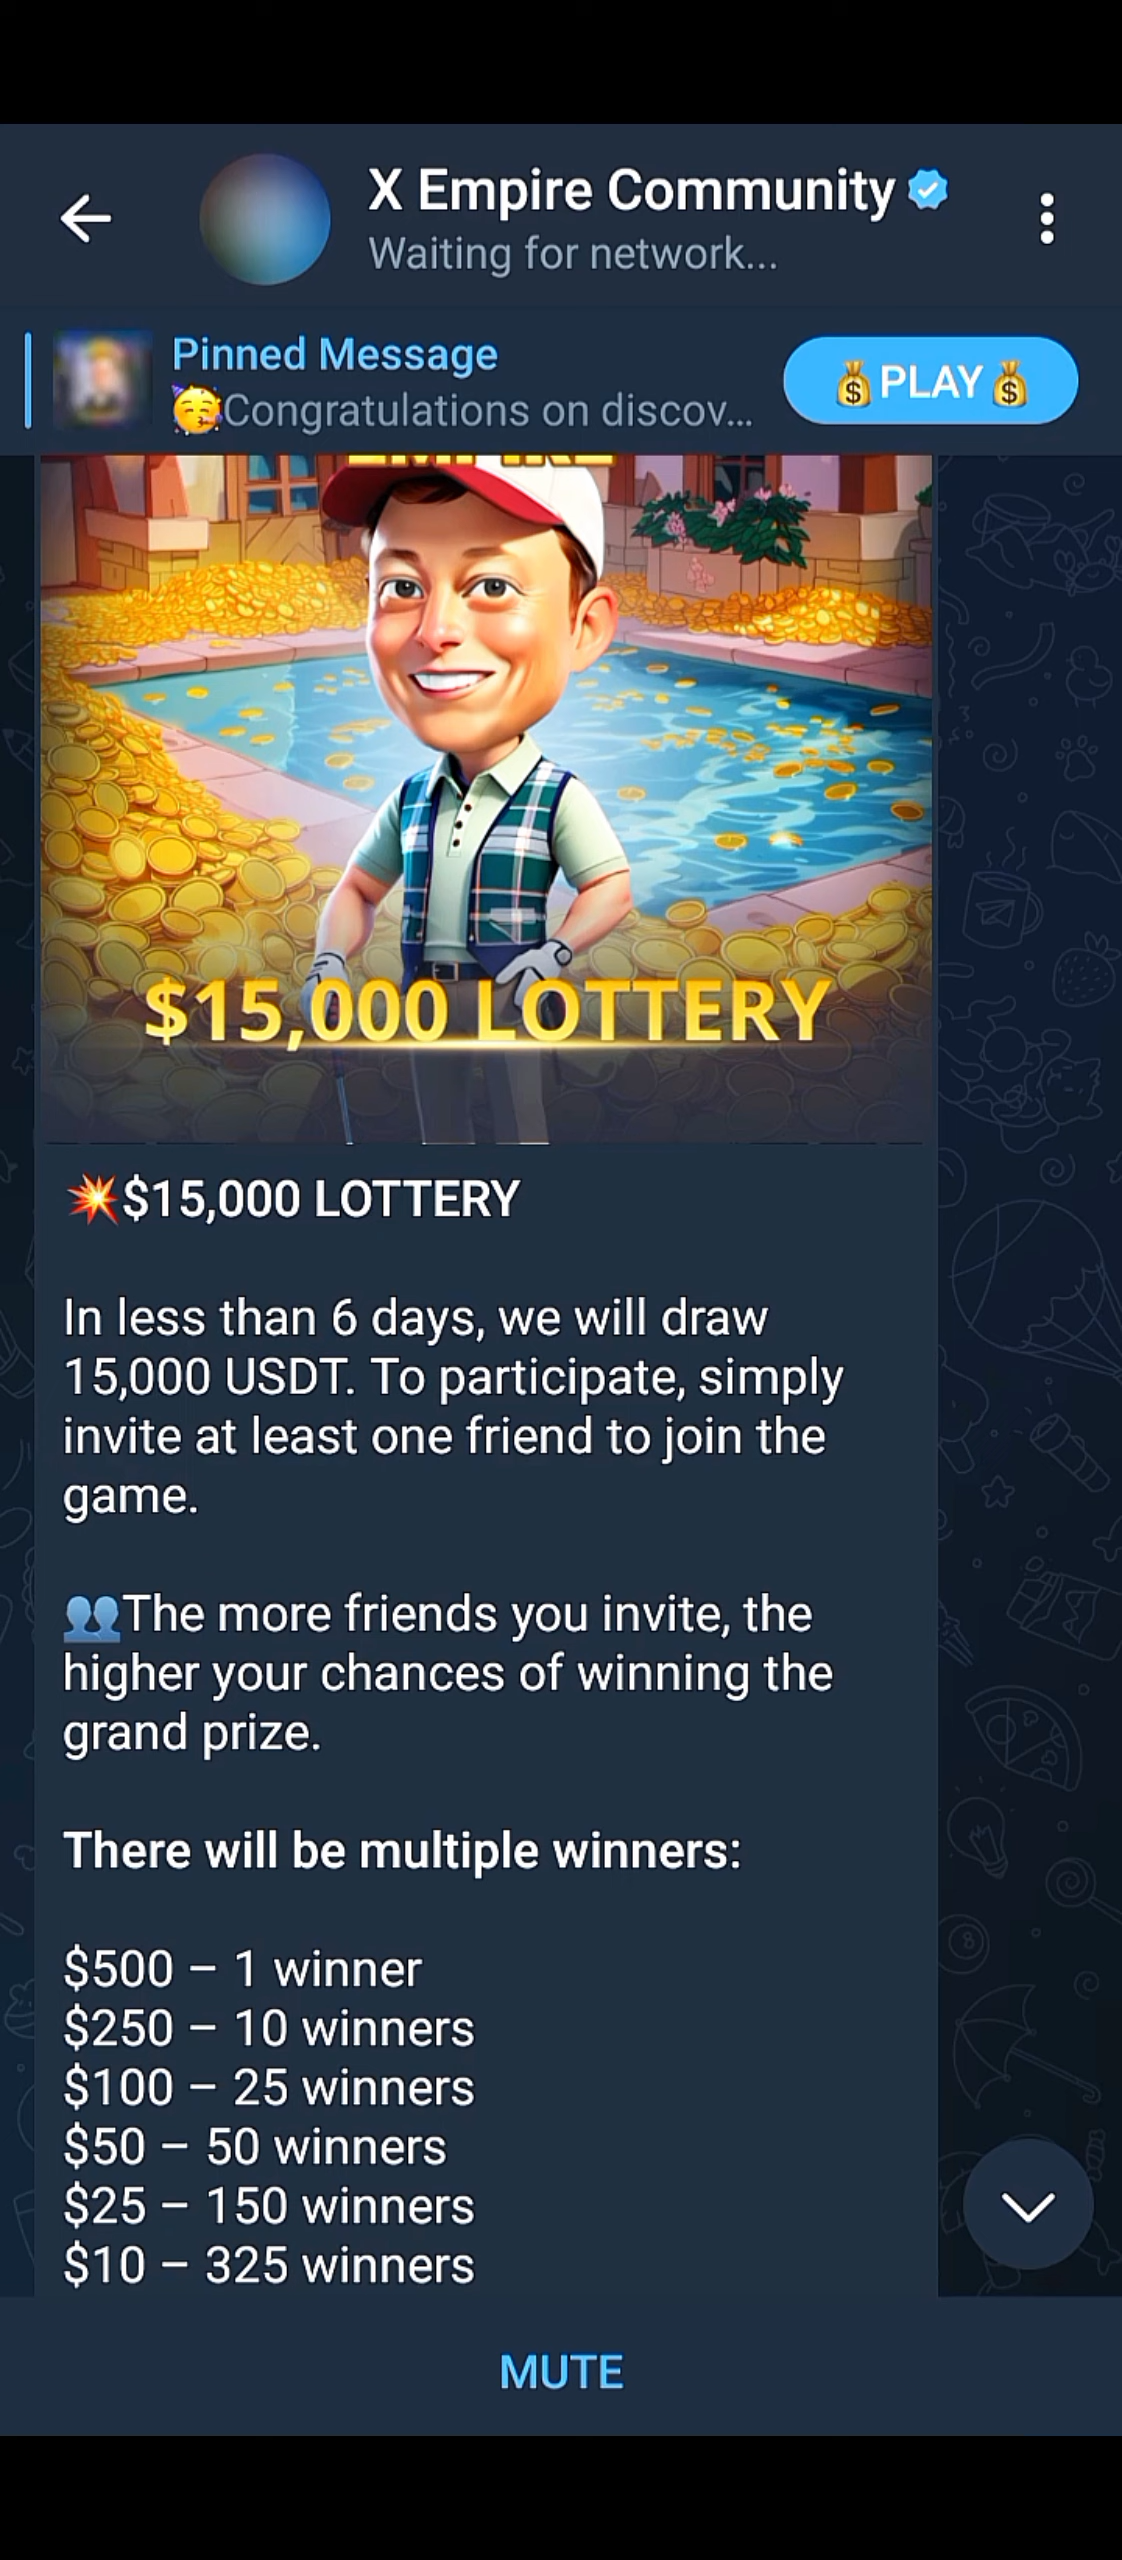 X Empire Community
Waiting for network...
Pinned Message
🥳Congratulations on discov...
💰PLAY💰
EMPIRE
$15,000 LOTTERY
💥$15,000 LOTTERY
In less than 6 days, we will draw
15,000 USDT. To participate, simply
invite at least one friend to join the
game.
👥The more friends you invite, the
higher your chances of winning the
grand prize.
There will be multiple winners:
$500 – 1 winner
$250 – 10 winners
$100 – 25 winners
$50 – 50 winners
$25 – 150 winners
$10 – 325 winners
MUTE